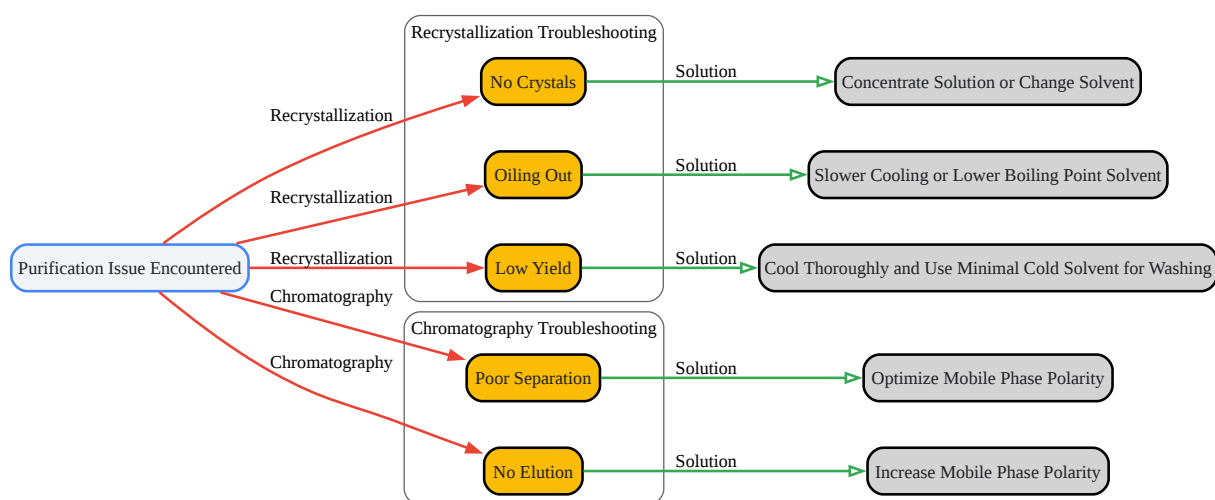 Recrystallization Troubleshooting
No Crystals
Solution
Concentrate Solution or Change Solvent
Recrystallization
Oiling Out
Solution
Slower Cooling or Lower Boiling Point Solvent
Recrystallization
Purification Issue Encountered
Recrystallization
Low Yield
Solution
Cool Thoroughly and Use Minimal Cold Solvent for Washing
Chromatography
Chromatography Troubleshooting
Poor Separation
Solution
Optimize Mobile Phase Polarity
Chromatography
No Elution
Solution
Increase Mobile Phase Polarity